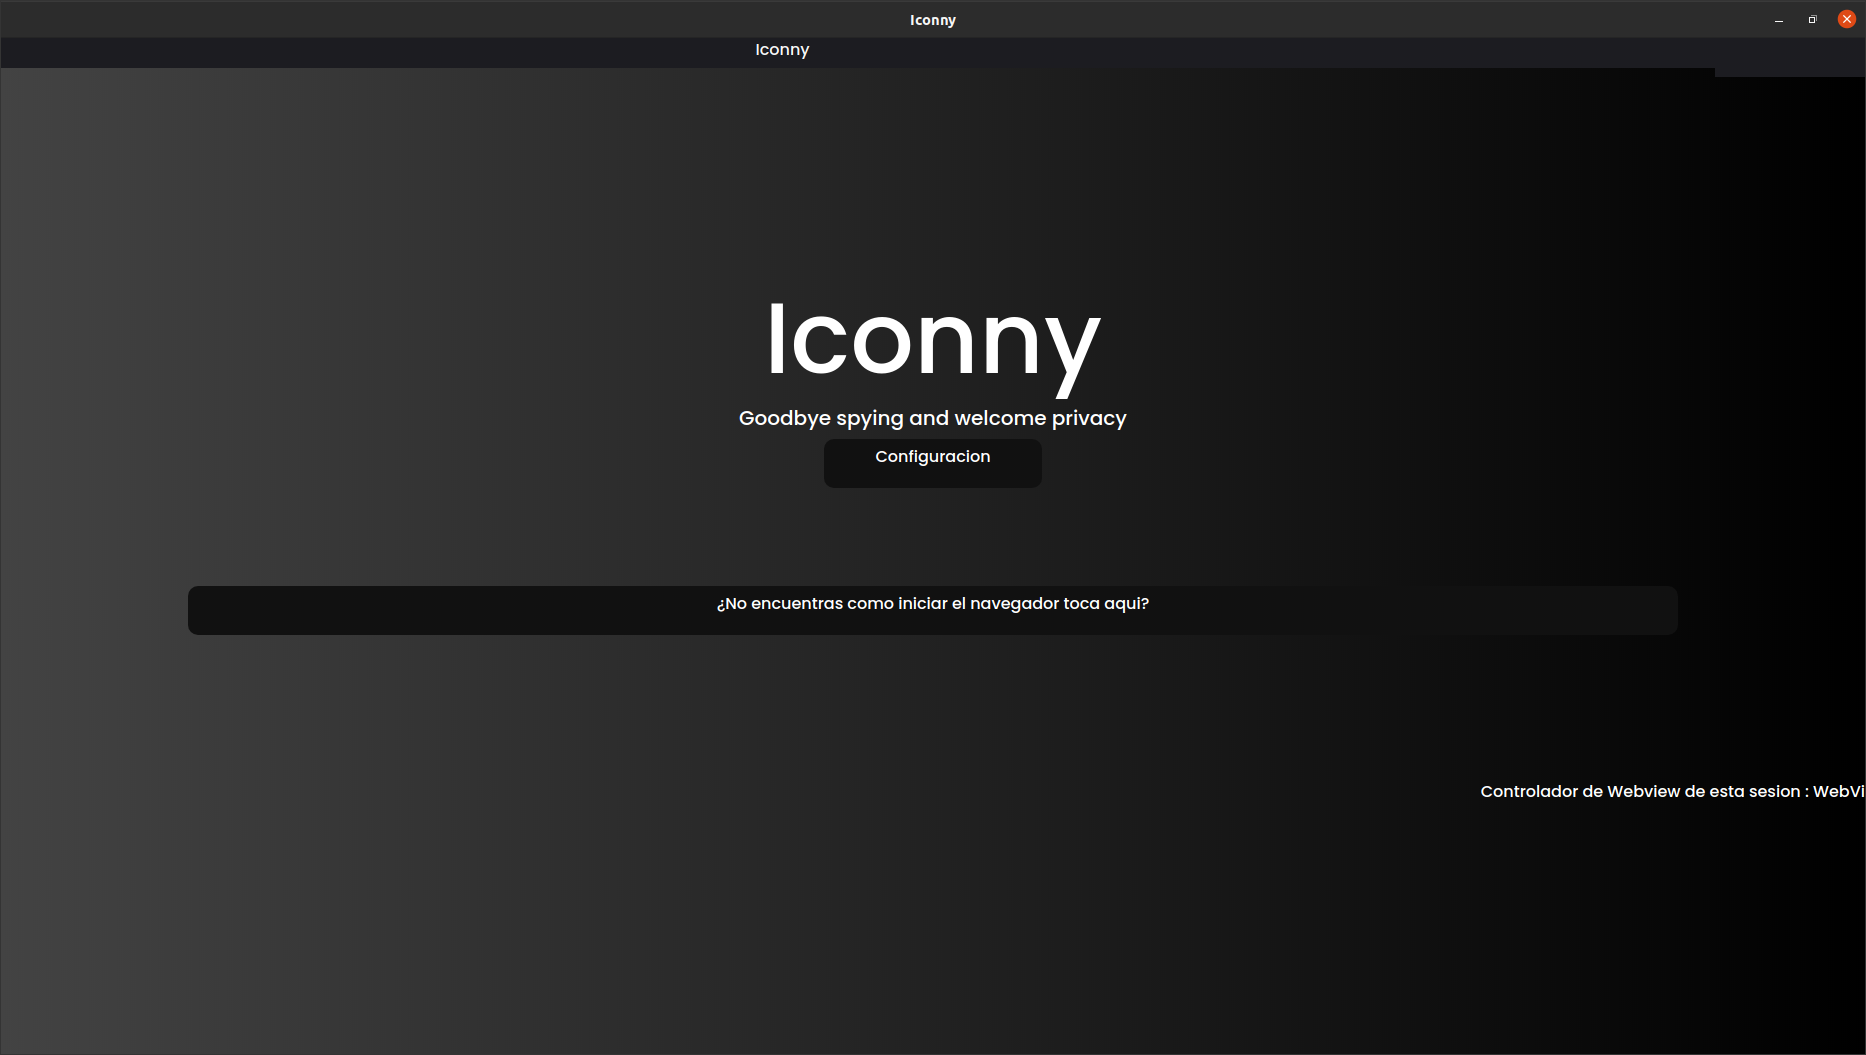 Iconny
Iconny
Iconny
Goodbye spying and welcome privacy
Configuracion
¿No encuentras como iniciar el navegador toca aqui?
Controlador de Webview de esta sesion : WebVi